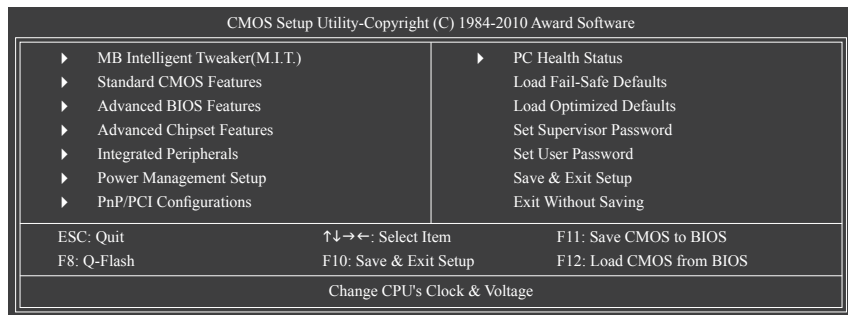 CMOS Setup Utility-Copyright (C) 1984-2010 Award Software
MB Intelligent Tweaker(M.I.T.)
Standard CMOS Features
Advanced BIOS Features
Advanced Chipset Features
Integrated Peripherals
Power Management Setup
PnP/PCI Configurations
PC Health Status
Load Fail-Safe Defaults
Load Optimized Defaults
Set Supervisor Password
Set User Password
Save & Exit Setup
Exit Without Saving
ESC: Quit ↑↓→←: Select Item F11: Save CMOS to BIOS
F8: Q-Flash F10: Save & Exit Setup F12: Load CMOS from BIOS
Change CPU's Clock & Voltage